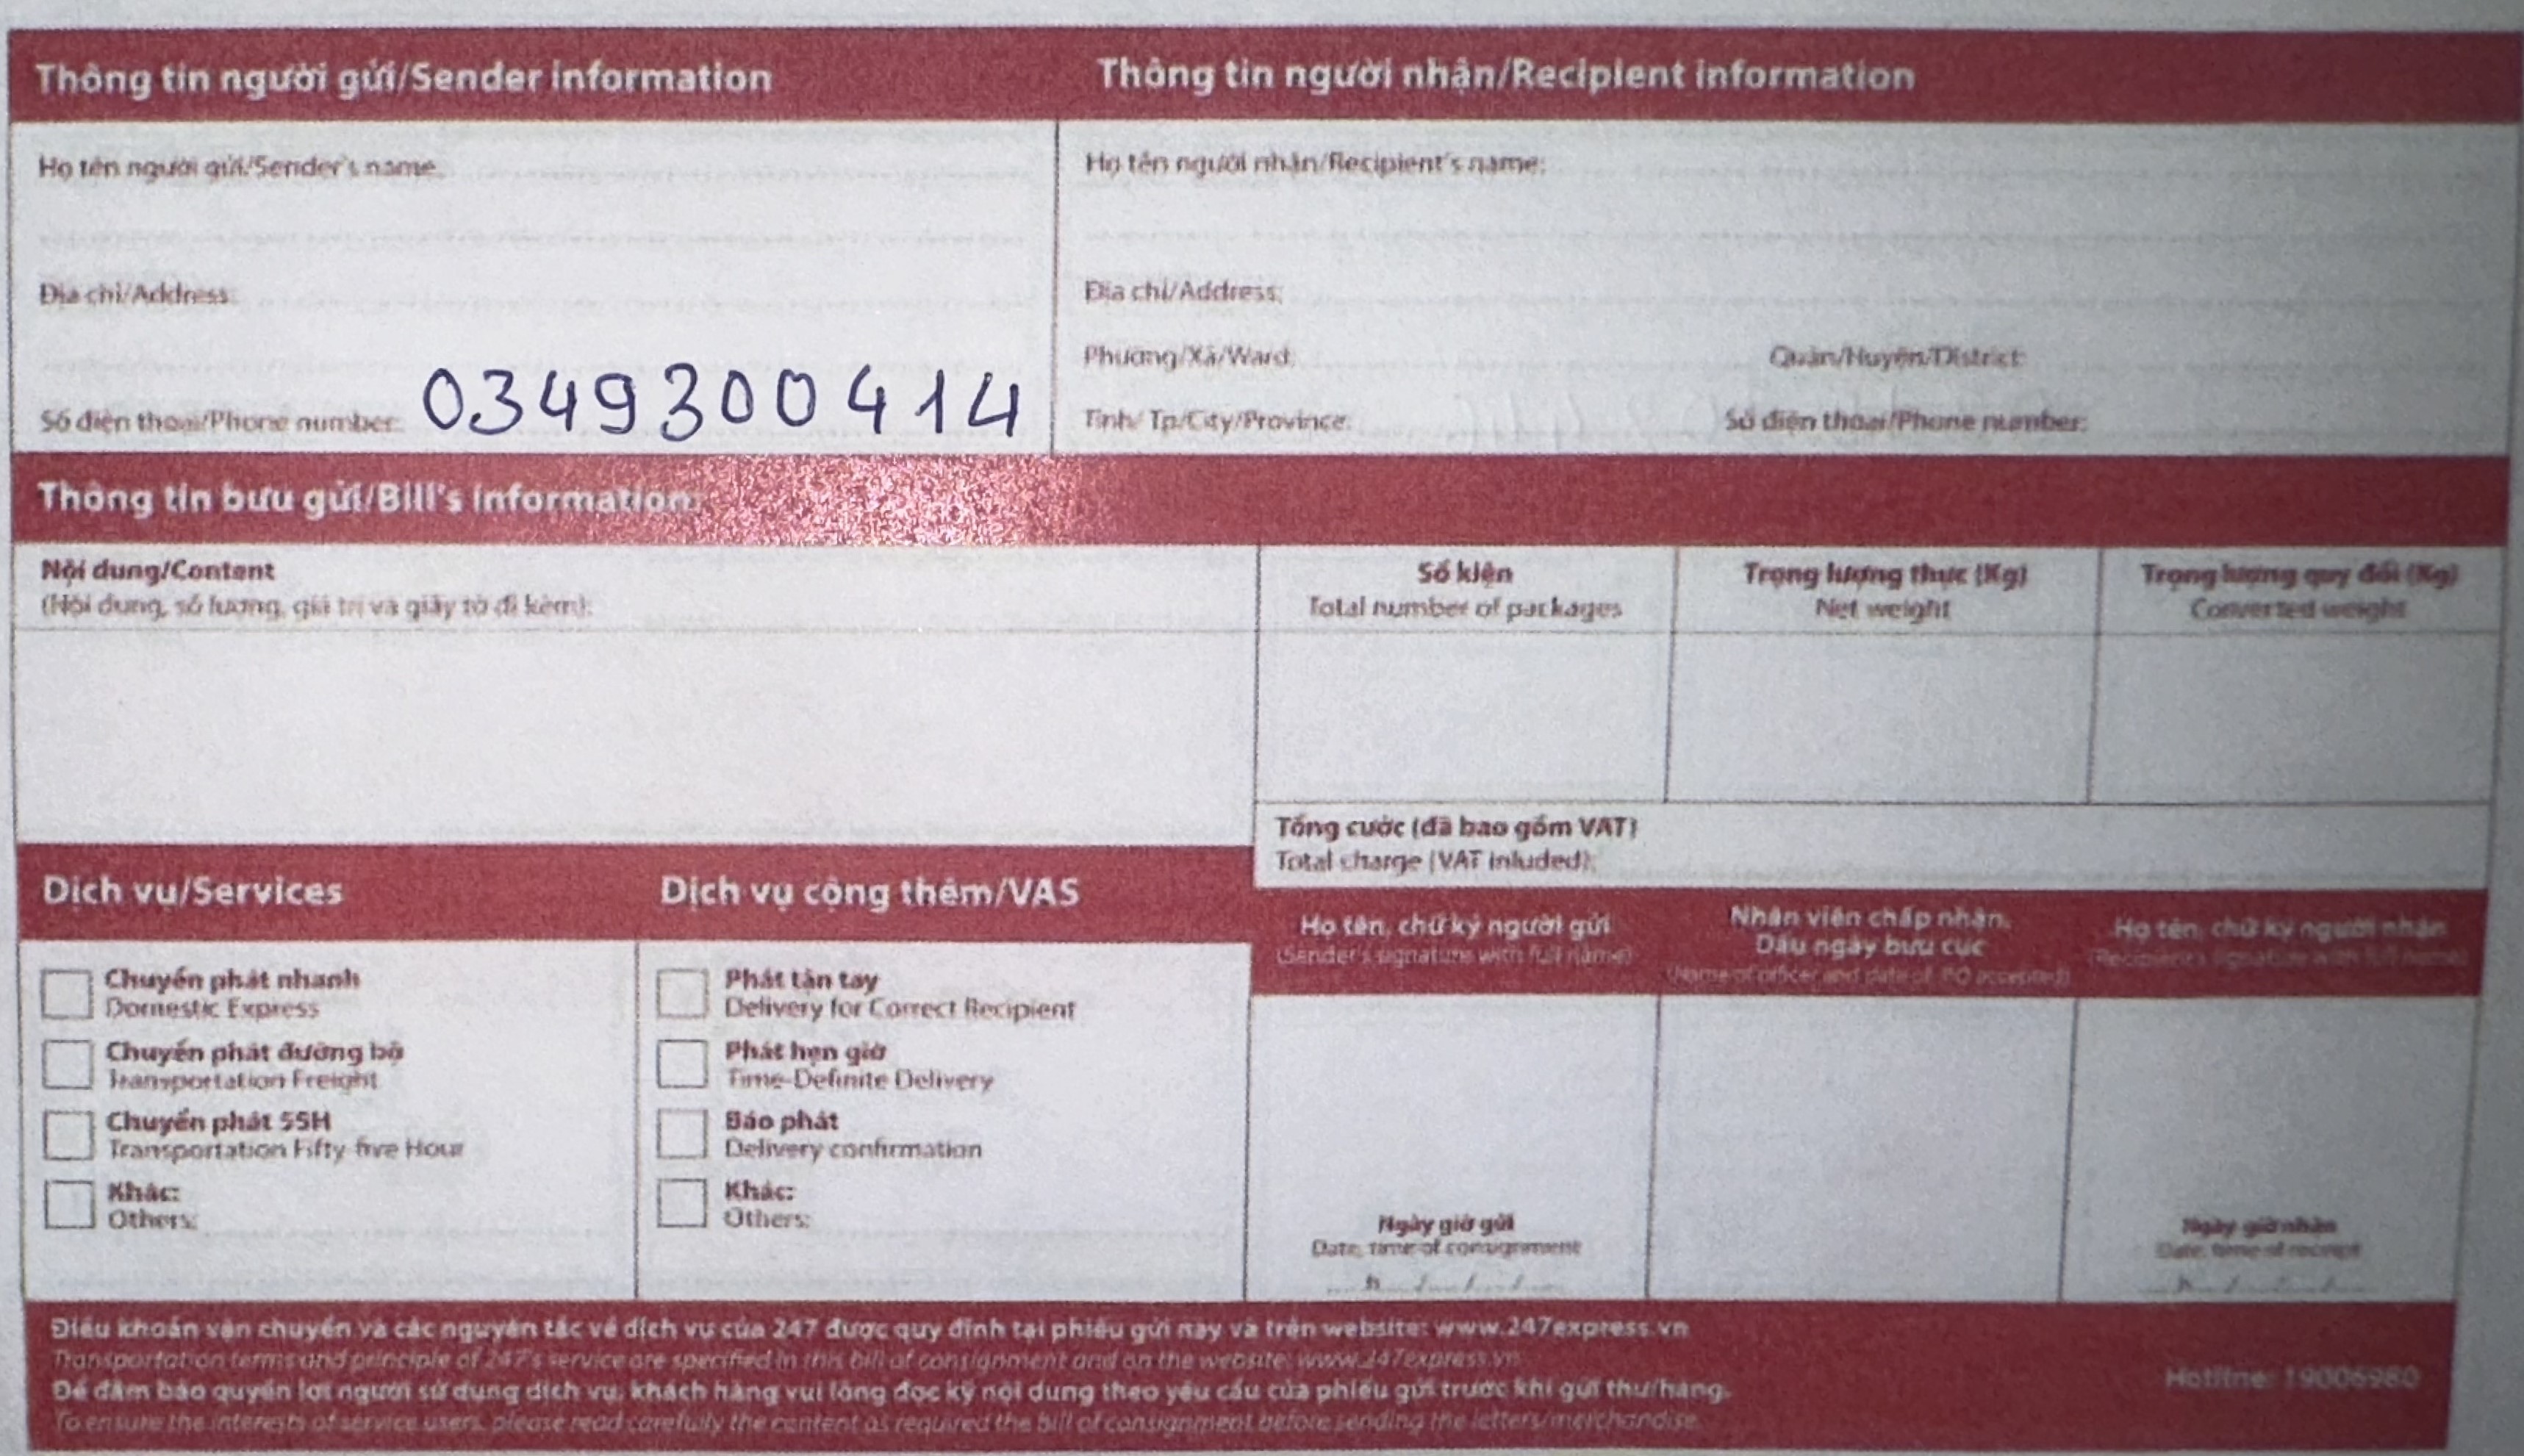 Thông tin người gửi/Sender information
Thông tin người nhận/Recipient information
Họ tên người gửi/Sender's name:
Họ tên người nhận/Recipient's name:
Địa chỉ/Address:
Địa chỉ/Address:
Phường/Xã/Ward:
Quận/Huyện/District:
Số điện thoại/Phone number: 03493004 14
Tỉnh/ Tp/City/Province:
Số điện thoại/Phone number:
Thông tin bưu gửi/Bill's information
Nội dung/Content
(Nội dung, số lượng, giá trị và giấy tờ đi kèm):
Số kiện
Total number of packages
Trọng lượng thực (Kg)
Net weight
Trọng lượng quy đổi (Kg)
Converted weight
Tổng cước (đã bao gồm VAT)
Total charge (VAT inluded):
Dịch vụ/Services
Chuyển phát nhanh
Domestic Express
Chuyển phát đường bộ
Transportation Freight
Chuyển phát 55H
Transportation Fifty-five Hour
Khác:
Others:
Dịch vụ cộng thêm/VAS
Phát tận tay
Delivery for Correct Recipient
Phát hẹn giờ
Time-Definite Delivery
Báo phát
Delivery confirmation
Khác:
Others:
Họ tên, chữ ký người gửi
(Sender's signature with full name)
Ngày giờ gửi
Date, time of consignment
h / / /
Nhân viên chấp nhận,
Dấu ngày bưu cục
(Name of officer and date of PO accepted)
Họ tên, chữ ký người nhận
(Recipient's signature with full name)
Ngày giờ nhận
Date, time of receipt
h / / /
Điều khoản vận chuyển và các nguyên tắc về dịch vụ của 247 được quy định tại phiếu gửi này và trên website: www.247express.vn
Transportation terms and principle of 247's service are specified in this bill of consignment and on the website: www.247express.vn
Để đảm bảo quyền lợi người sử dụng dịch vụ, khách hàng vui lòng đọc kỹ nội dung theo yêu cầu của phiếu gửi trước khi gửi thư/hàng.
To ensure the interests of service users, please read carefully the content as required the bill of consignment before sending the letters/merchandise.
Hotline: 19006980